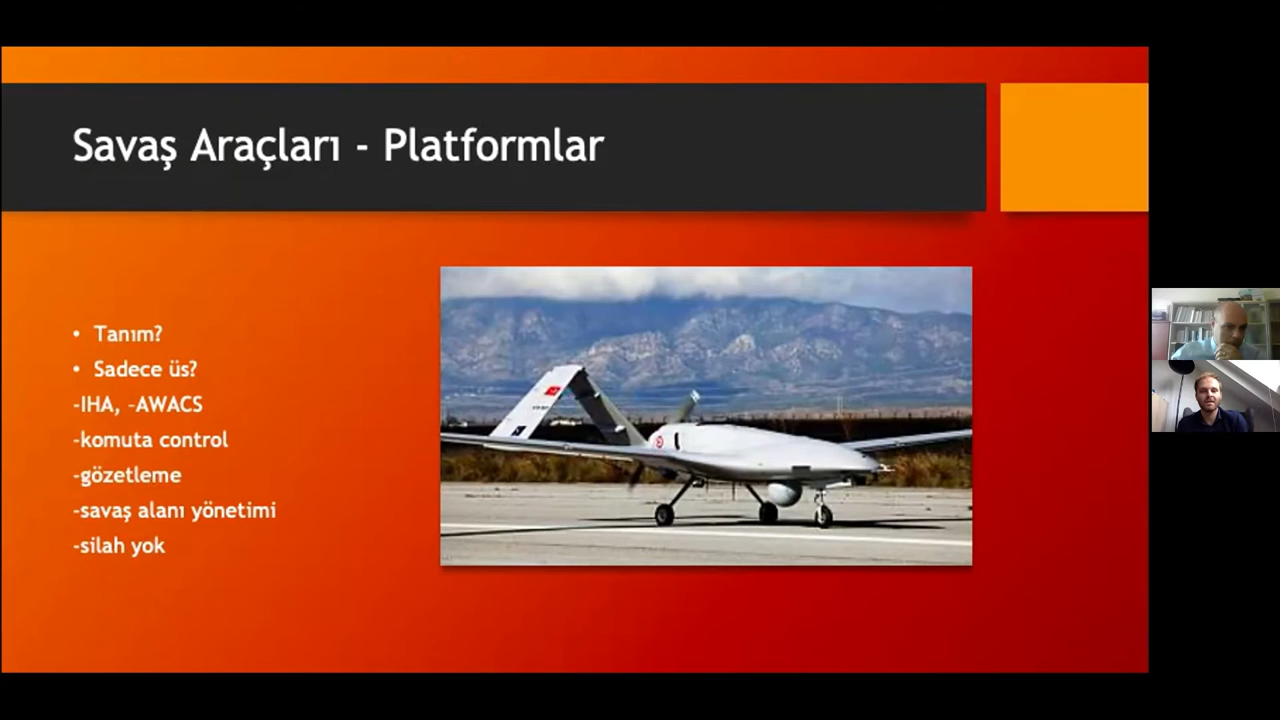 Savaş Araçları - Platformlar
• Tanım?
• Sadece üs?
-IHA, -AWACS
-komuta control
-gözetleme
-savaş alanı yönetimi
-silah yok